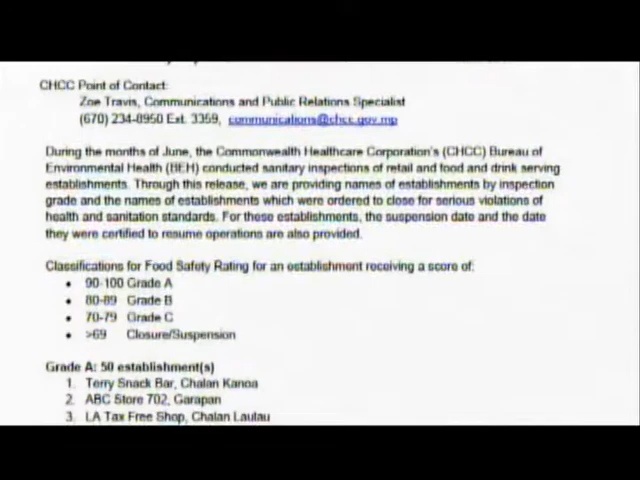 CHCC Point of Contact:
Zoe Travis, Communications and Public Relations Specialist
(670) 234-8950 Ext. 3359, communications@chcc.gov.mp
During the months of June, the Commonwealth Healthcare Corporation's (CHCC) Bureau of
Environmental Health (BEH) conducted sanitary inspections of retail and food and drink serving
establishments. Through this release, we are providing names of establishments by inspection
grade and the names of establishments which were ordered to close for serious violations of
health and sanitation standards. For these establishments, the suspension date and the date
they were certified to resume operations are also provided.
Classifications for Food Safety Rating for an establishment receiving a score of:
• 90-100 Grade A
• 80-89 Grade B
• 70-79 Grade C
• >69 Closure/Suspension
Grade A: 50 establishment(s)
1. Terry Snack Bar, Chalan Kanoa
2. ABC Store 702, Garapan
3. LA Tax Free Shop, Chalan Laulau